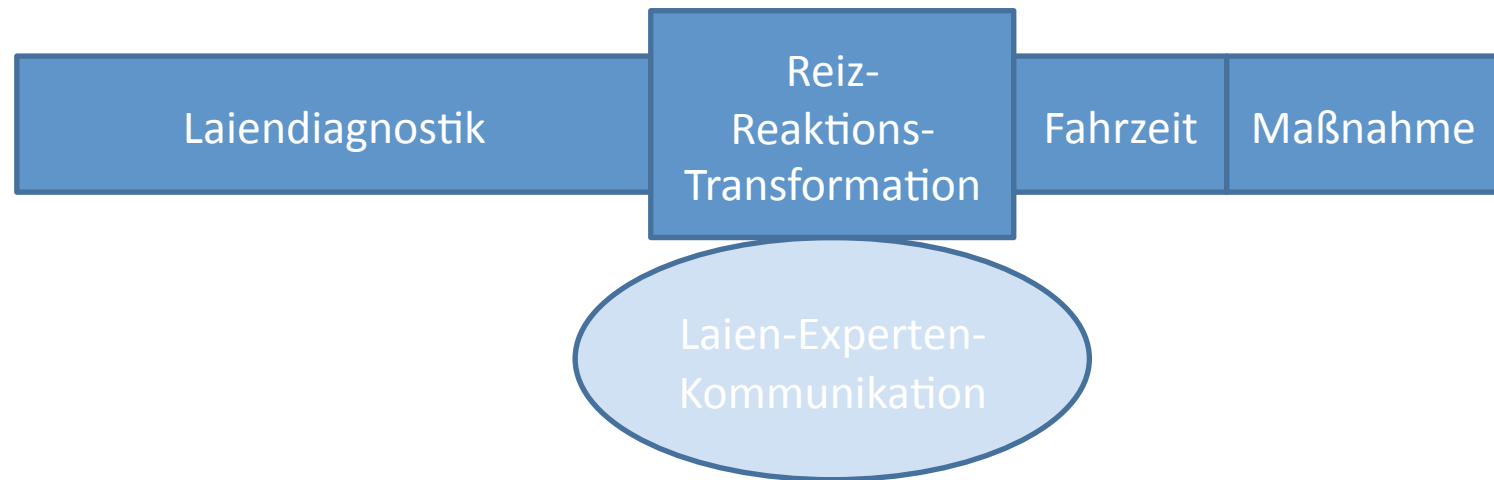 Laiendiagnostik
Reiz-
Reaktions-
Transformation
Fahrzeit
Maßnahme
Laien-Experten-
Kommunikation